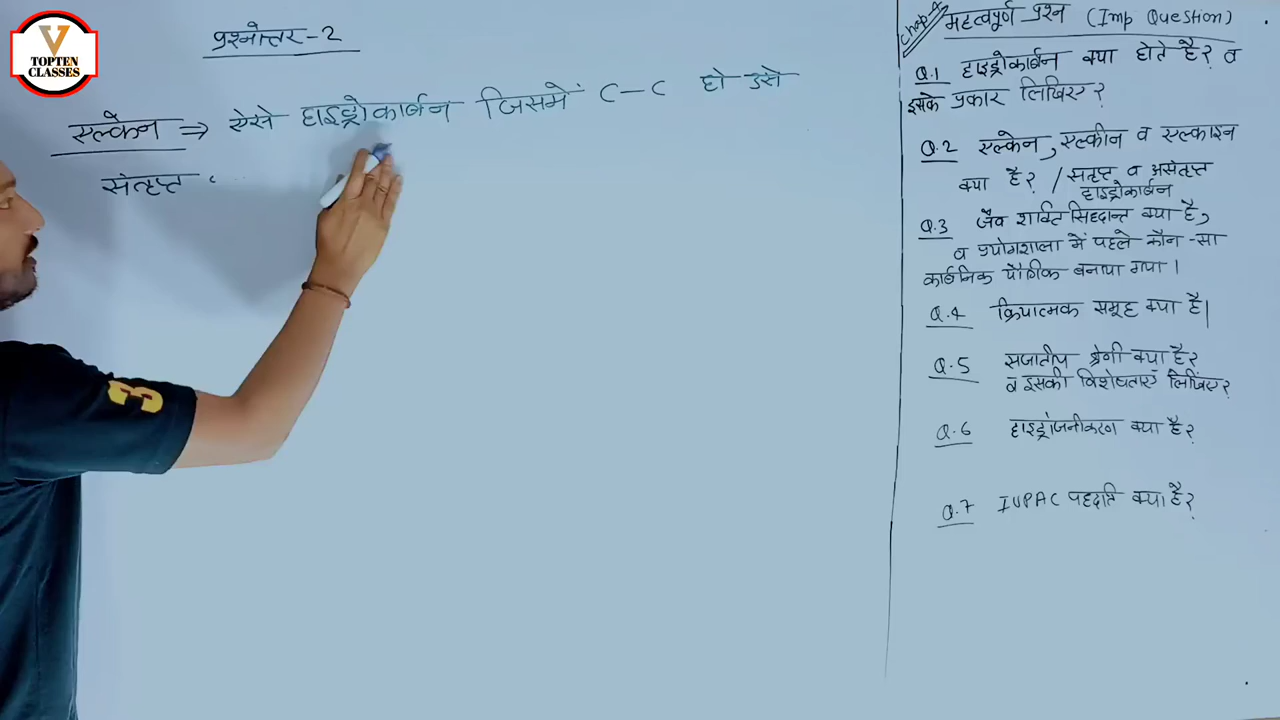 V
TOPTEN
CLASSES
प्रश्नोत्तर-2
एल्केन ⇒ ऐसे हाइड्रोकार्बन जिसमें C-C हो उसे
संतृप्त
3
Chap 4
महत्वपूर्ण प्रश्न (Imp Question)
Q.1 हाइड्रोकार्बन क्या होते है? व
इसके प्रकार लिखिए?
Q.2 एल्केन, एल्कीन व एल्काइन
क्या है? / संतृप्त व असंतृप्त
हाइड्रोकार्बन
Q.3 जैव शक्ति सिद्दान्त क्या है,
व प्रयोगशाला में पहले कौन-सा
कार्बनिक यौगिक बनाया गया।
Q.4 क्रियात्मक समूह क्या है|
Q.5 सजातीय श्रेणी क्या है?
व इसकी विशेषताएं लिखिए?
Q.6 हाइड्रोजनीकरण क्या है?
Q.7 IUPAC पद्दति क्या है?